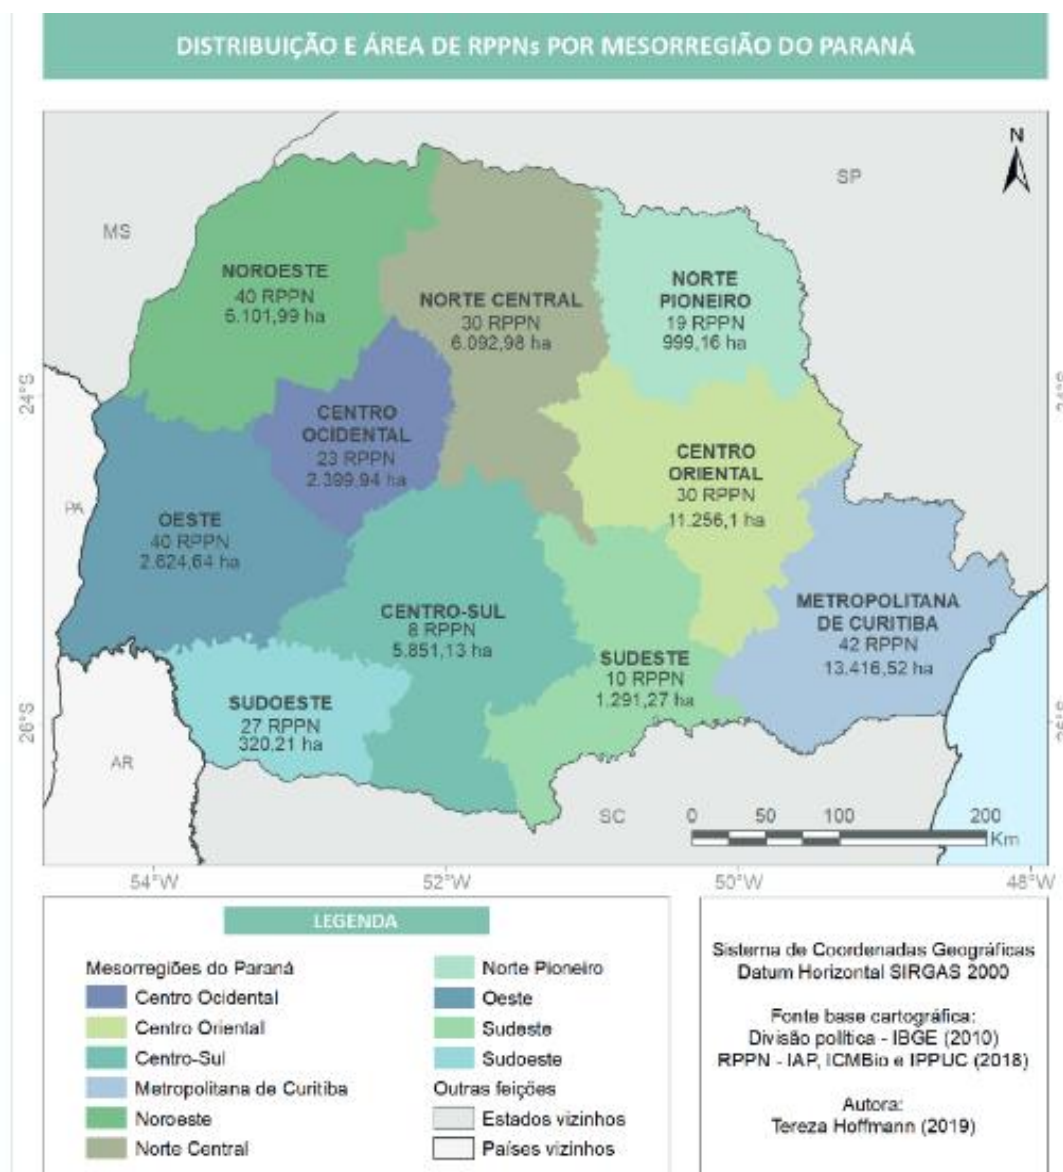 DISTRIBUIÇÃO E ÁREA DE RPPNs POR MESORREGIÃO DO PARANÁ
N
SP
MS
NOROESTE
40 RPPN
5.101,99 ha
NORTE CENTRAL
30 RPPN
6.092,98 ha
NORTE
PIONEIRO
19 RPPN
999,16 ha
24°S
24°S
CENTRO
OCIDENTAL
23 RPPN
2.399,94 ha
CENTRO
ORIENTAL
30 RPPN
11.256,1 ha
PA
OESTE
40 RPPN
2.624,64 ha
CENTRO-SUL
8 RPPN
5.851,13 ha
METROPOLITANA
DE CURITIBA
42 RPPN
13.416,52 ha
SUDESTE
10 RPPN
1.291,27 ha
SUDOESTE
27 RPPN
320,21 ha
26°S
26°S
AR
SC
0 50 100 200
Km
54°W 52°W 50°W 48°W
LEGENDA
Mesorregiões do Paraná
Centro Ocidental
Centro Oriental
Centro-Sul
Metropolitana de Curitiba
Noroeste
Norte Central
Norte Pioneiro
Oeste
Sudeste
Sudoeste
Outras feições
Estados vizinhos
Países vizinhos
Sistema de Coordenadas Geográficas
Datum Horizontal SIRGAS 2000
Fonte base cartográfica:
Divisão política - IBGE (2010)
RPPN - IAP, ICMBio e IPPUC (2018)
Autora:
Tereza Hoffmann (2019)